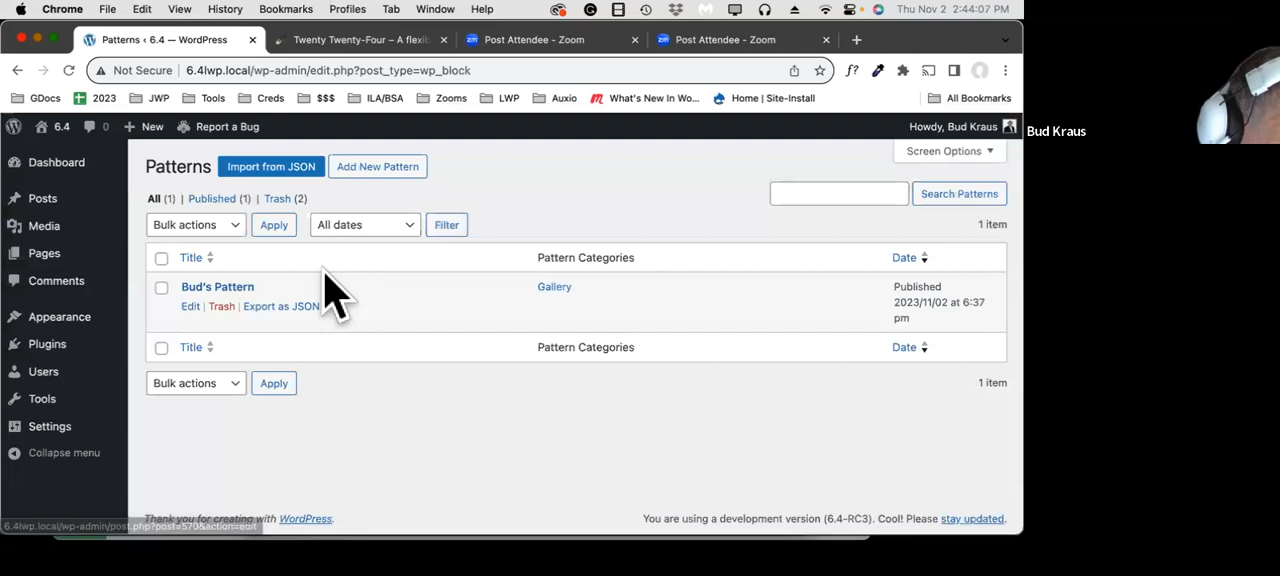 Chrome File Edit View History Bookmarks Profiles Tab Window Help Thu Nov 2 2:44:07 PM
Patterns ‹ 6.4 — WordPress Twenty Twenty-Four – A flexib Post Attendee - Zoom Post Attendee - Zoom
Not Secure 6.4lwp.local/wp-admin/edit.php?post_type=wp_block
GDocs 2023 JWP Tools Creds $$$ ILA/BSA Zooms LWP Auxio What's New In Wo... Home | Site-Install All Bookmarks
6.4 0 New Report a Bug Howdy, Bud Kraus
Bud Kraus
Dashboard
Posts
Media
Pages
Comments
Appearance
Plugins
Users
Tools
Settings
Collapse menu
Screen Options
Patterns Import from JSON Add New Pattern
All (1) | Published (1) | Trash (2)
Search Patterns
Bulk actions Apply All dates Filter 1 item
Title Pattern Categories Date
Bud's Pattern Gallery Published
2023/11/02 at 6:37
pm
Edit | Trash | Export as JSON
Title Pattern Categories Date
Bulk actions Apply 1 item
Thank you for creating with WordPress. You are using a development version (6.4-RC3). Cool! Please stay updated.
6.4lwp.local/wp-admin/post.php?post=570&action=edit